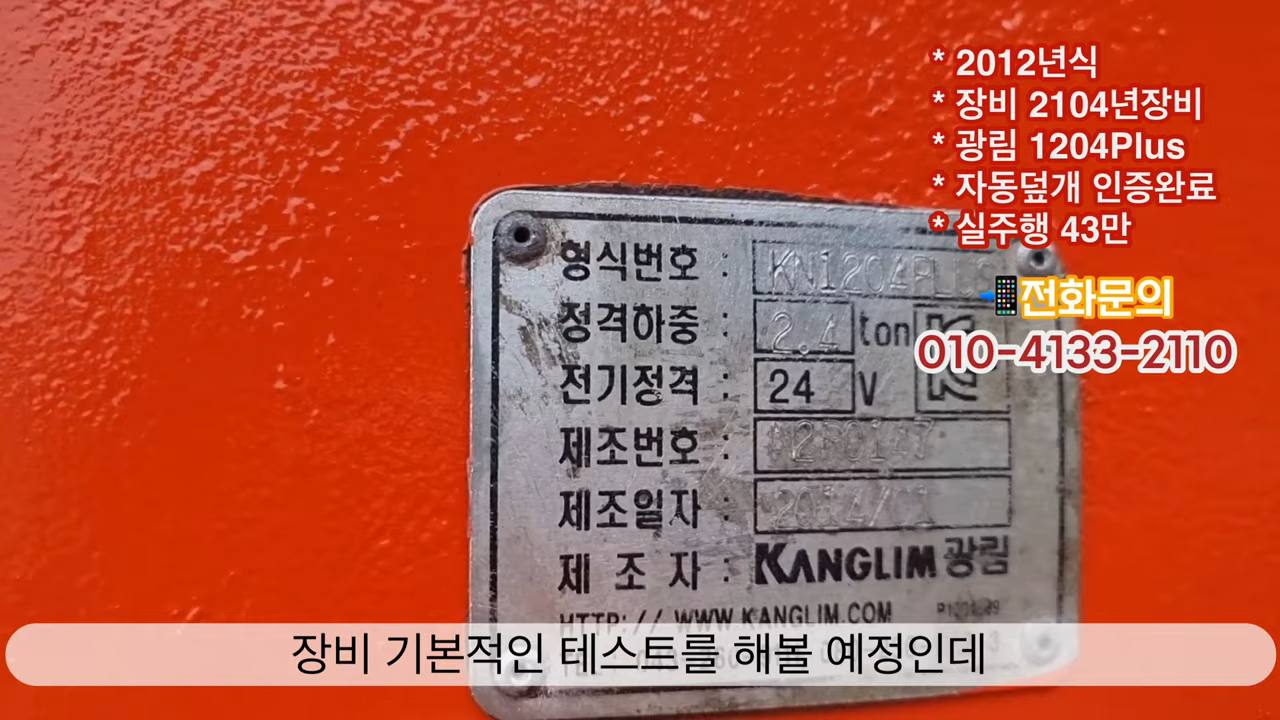 * 2012년식
* 장비 2104년장비
* 광림 1204Plus
* 자동덮개 인증완료
* 실주행 43만
전화문의
010-4133-2110
형식번호 : KN1204PLUS
정격하중 : 2.4 ton
전기정격 : 24 V
제조번호 :
제조일자 : 2014/01
제 조 자 : KANGLIM 광림
HTTP://WWW.KANGLIM.COM
장비 기본적인 테스트를 해볼 예정인데